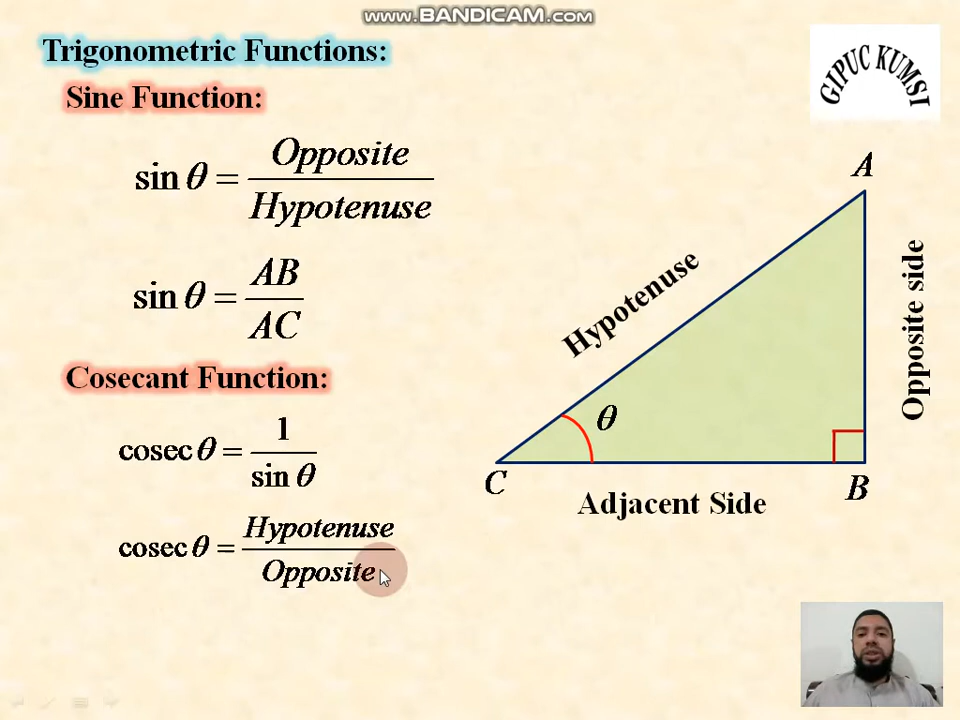 www.BANDICAM.com
Trigonometric Functions:
GIPUC KUMSI
Sine Function:
sin θ = Opposite / Hypotenuse
sin θ = AB / AC
Cosecant Function:
cosec θ = 1 / sin θ
cosec θ = Hypotenuse / Opposite
A
Hypotenuse
Opposite side
θ
C
B
Adjacent Side